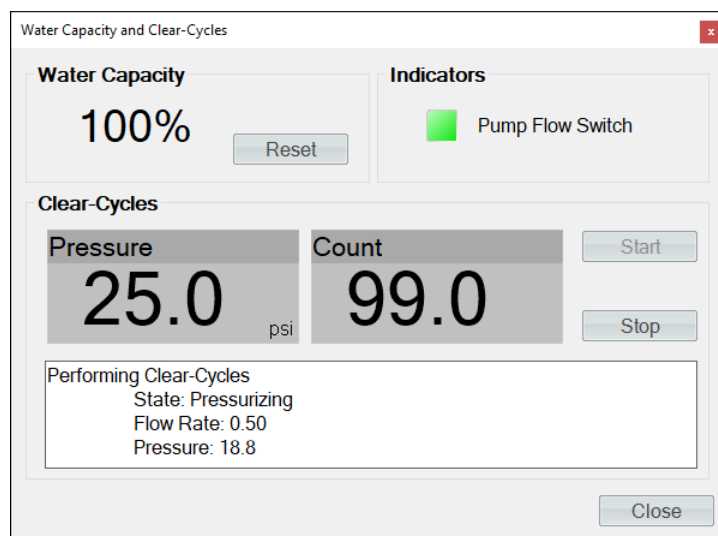 Water Capacity and Clear-Cycles
x
Water Capacity
100%
Reset
Indicators
Pump Flow Switch
Clear-Cycles
Pressure
25.0
psi
Count
99.0
Start
Stop
Performing Clear-Cycles
State: Pressurizing
Flow Rate: 0.50
Pressure: 18.8
Close